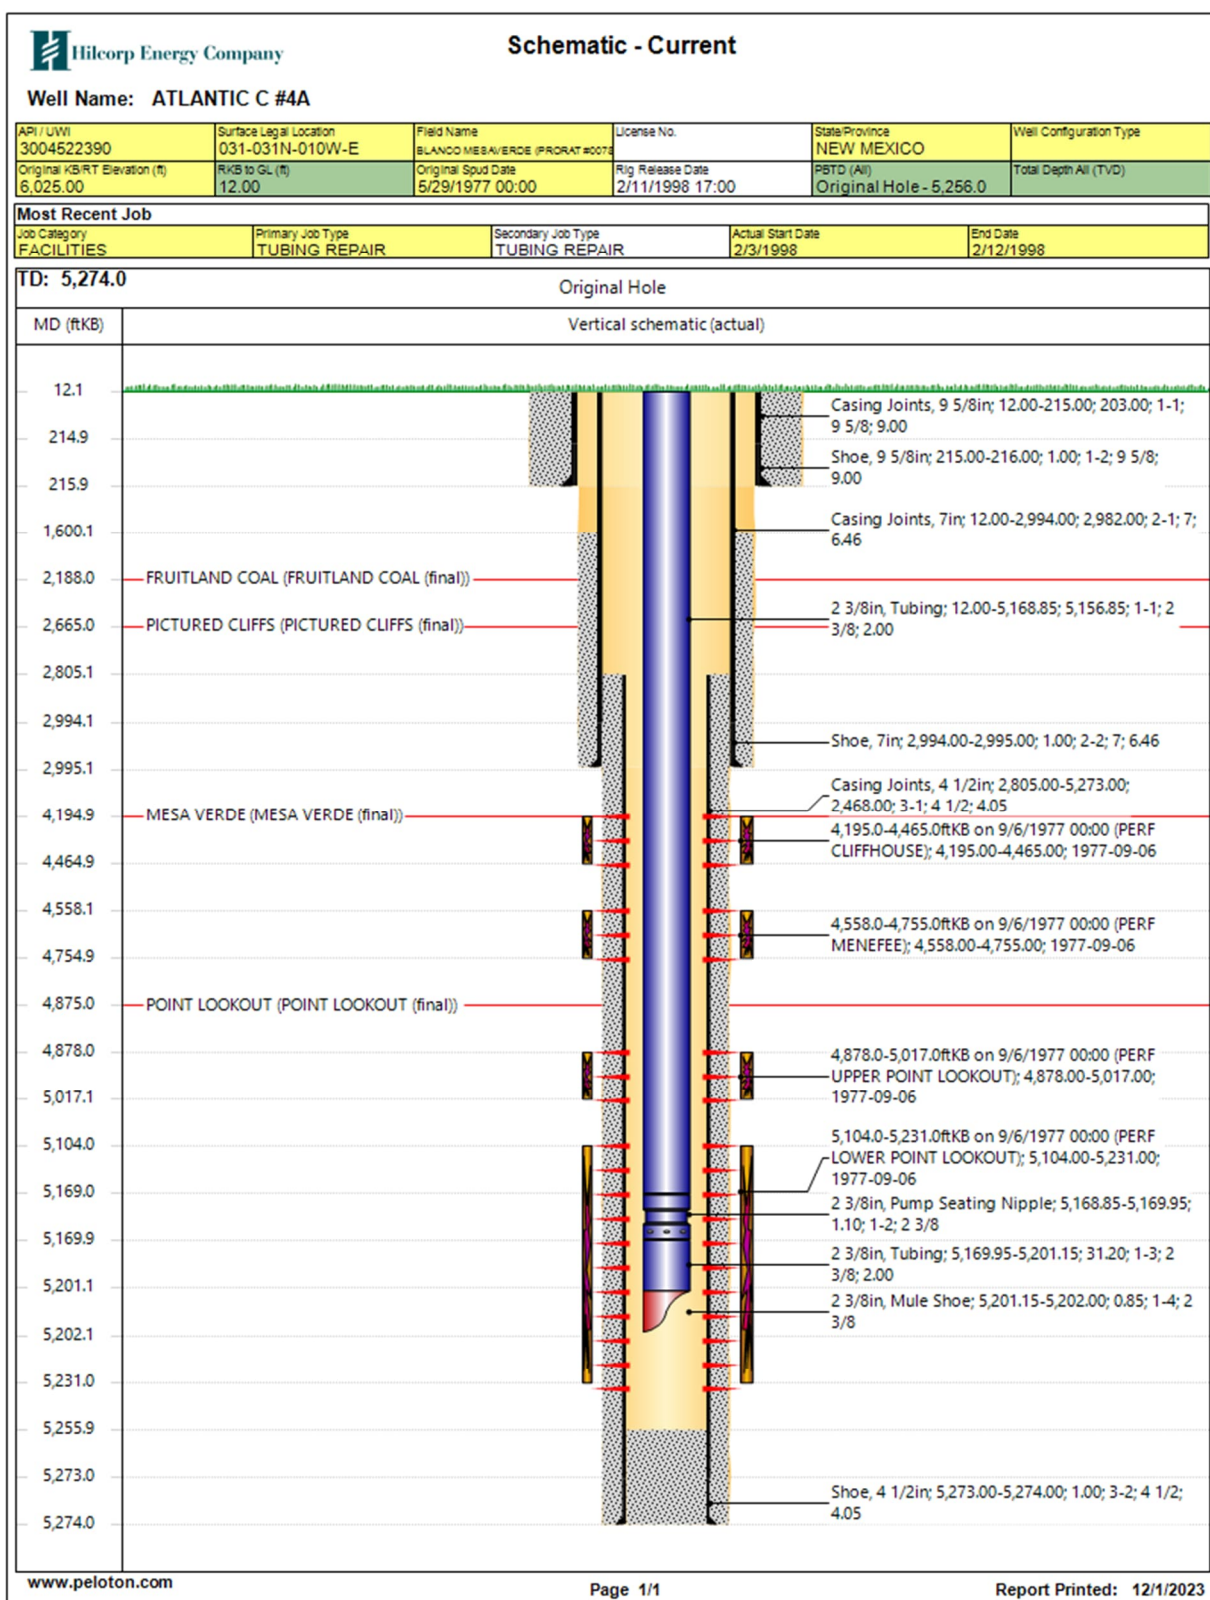 Hilcorp Energy Company
Schematic - Current
Well Name: ATLANTIC C #4A
API / UWI
3004522390
Surface Legal Location
031-031N-010W-E
Field Name
BLANCO MESAVERDE (PRORAT #0078
License No.
State/Province
NEW MEXICO
Well Configuration Type
Original KB/RT Elevation (ft)
6,025.00
RKB to GL (ft)
12.00
Original Spud Date
5/29/1977 00:00
Rig Release Date
2/11/1998 17:00
PBTD (All)
Original Hole - 5,256.0
Total Depth All (TVD)
Most Recent Job
Job Category
FACILITIES
Primary Job Type
TUBING REPAIR
Secondary Job Type
TUBING REPAIR
Actual Start Date
2/3/1998
End Date
2/12/1998
TD: 5,274.0
Original Hole
MD (ftKB)
Vertical schematic (actual)
12.1
Casing Joints, 9 5/8in; 12.00-215.00; 203.00; 1-1;
9 5/8; 9.00
214.9
Shoe, 9 5/8in; 215.00-216.00; 1.00; 1-2; 9 5/8;
9.00
215.9
Casing Joints, 7in; 12.00-2,994.00; 2,982.00; 2-1; 7;
6.46
1,600.1
2,188.0
FRUITLAND COAL (FRUITLAND COAL (final))
2 3/8in, Tubing; 12.00-5,168.85; 5,156.85; 1-1; 2
3/8; 2.00
2,665.0
PICTURED CLIFFS (PICTURED CLIFFS (final))
2,805.1
2,994.1
Shoe, 7in; 2,994.00-2,995.00; 1.00; 2-2; 7; 6.46
2,995.1
Casing Joints, 4 1/2in; 2,805.00-5,273.00;
2,468.00; 3-1; 4 1/2; 4.05
4,194.9
MESA VERDE (MESA VERDE (final))
4,195.0-4,465.0ftKB on 9/6/1977 00:00 (PERF
CLIFFHOUSE); 4,195.00-4,465.00; 1977-09-06
4,464.9
4,558.1
4,558.0-4,755.0ftKB on 9/6/1977 00:00 (PERF
MENEFEE); 4,558.00-4,755.00; 1977-09-06
4,754.9
4,875.0
POINT LOOKOUT (POINT LOOKOUT (final))
4,878.0
4,878.0-5,017.0ftKB on 9/6/1977 00:00 (PERF
UPPER POINT LOOKOUT); 4,878.00-5,017.00;
1977-09-06
5,017.1
5,104.0
5,104.0-5,231.0ftKB on 9/6/1977 00:00 (PERF
LOWER POINT LOOKOUT); 5,104.00-5,231.00;
1977-09-06
5,169.0
2 3/8in, Pump Seating Nipple; 5,168.85-5,169.95;
1.10; 1-2; 2 3/8
5,169.9
2 3/8in, Tubing; 5,169.95-5,201.15; 31.20; 1-3; 2
3/8; 2.00
5,201.1
2 3/8in, Mule Shoe; 5,201.15-5,202.00; 0.85; 1-4; 2
3/8
5,202.1
5,231.0
5,255.9
5,273.0
Shoe, 4 1/2in; 5,273.00-5,274.00; 1.00; 3-2; 4 1/2;
4.05
5,274.0
www.peloton.com
Page 1/1
Report Printed: 12/1/2023